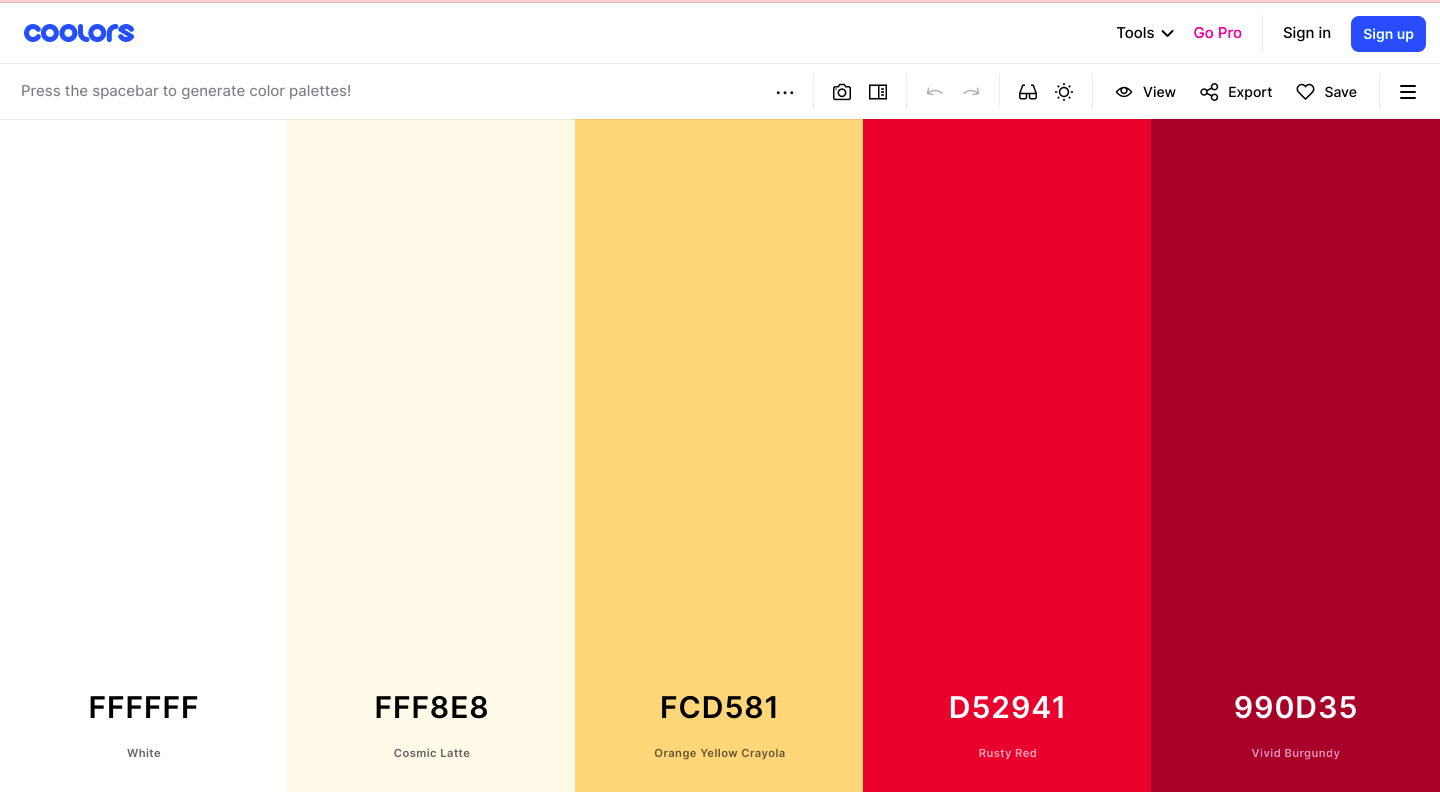 coolors
Tools Go Pro Sign in Sign up
Press the spacebar to generate color palettes! View Export Save
FFFFFF FFF8E8 FCD581 D52941 990D35
White Cosmic Latte Orange Yellow Crayola Rusty Red Vivid Burgundy